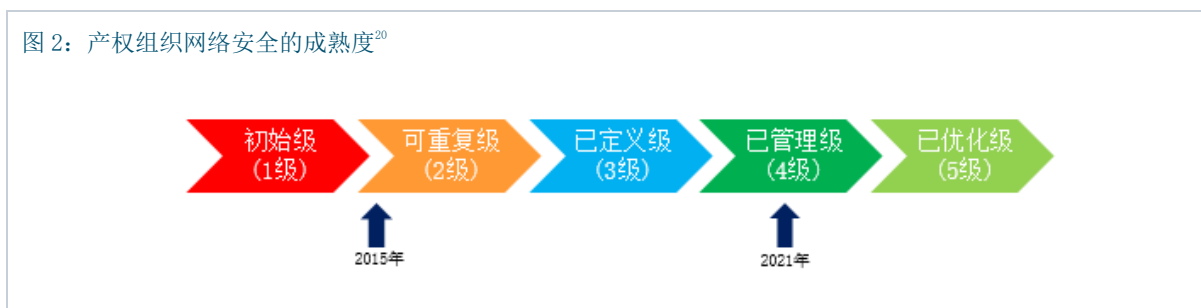 图 2：产权组织网络安全的成熟度20
初始级
(1级)
可重复级
(2级)
已定义级
(3级)
已管理级
(4级)
已优化级
(5级)
2015年
2021年